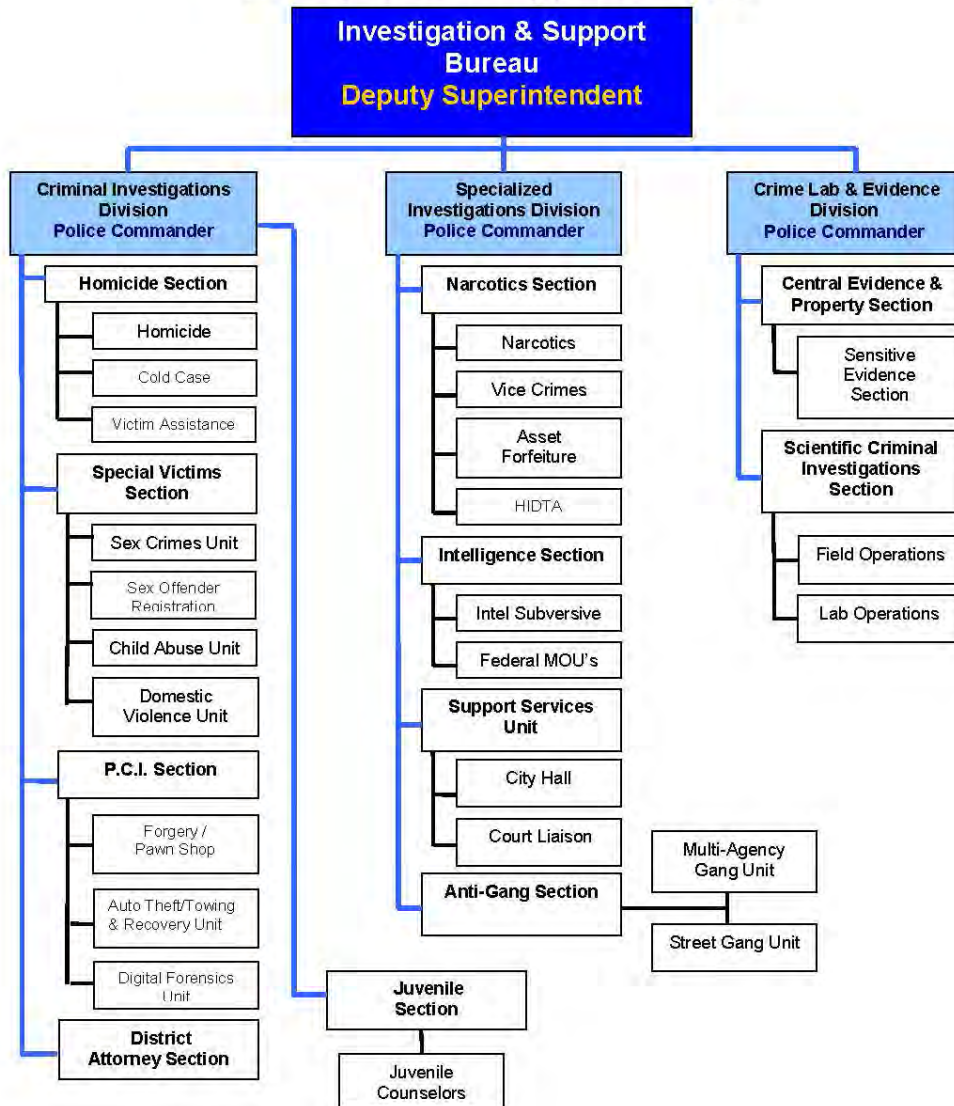 Investigation & Support
Bureau
Deputy Superintendent
Criminal Investigations
Division
Police Commander
Homicide Section
Homicide
Cold Case
Victim Assistance
Special Victims
Section
Sex Crimes Unit
Sex Offender
Registration
Child Abuse Unit
Domestic
Violence Unit
P.C.I. Section
Forgery /
Pawn Shop
Auto Theft/Towing
& Recovery Unit
Digital Forensics
Unit
District
Attorney Section
Juvenile
Section
Juvenile
Counselors
Specialized
Investigations Division
Police Commander
Narcotics Section
Narcotics
Vice Crimes
Asset
Forfeiture
HIDTA
Intelligence Section
Intel Subversive
Federal MOU's
Support Services
Unit
City Hall
Court Liaison
Anti-Gang Section
Multi-Agency
Gang Unit
Street Gang Unit
Crime Lab & Evidence
Division
Police Commander
Central Evidence &
Property Section
Sensitive
Evidence
Section
Scientific Criminal
Investigations
Section
Field Operations
Lab Operations